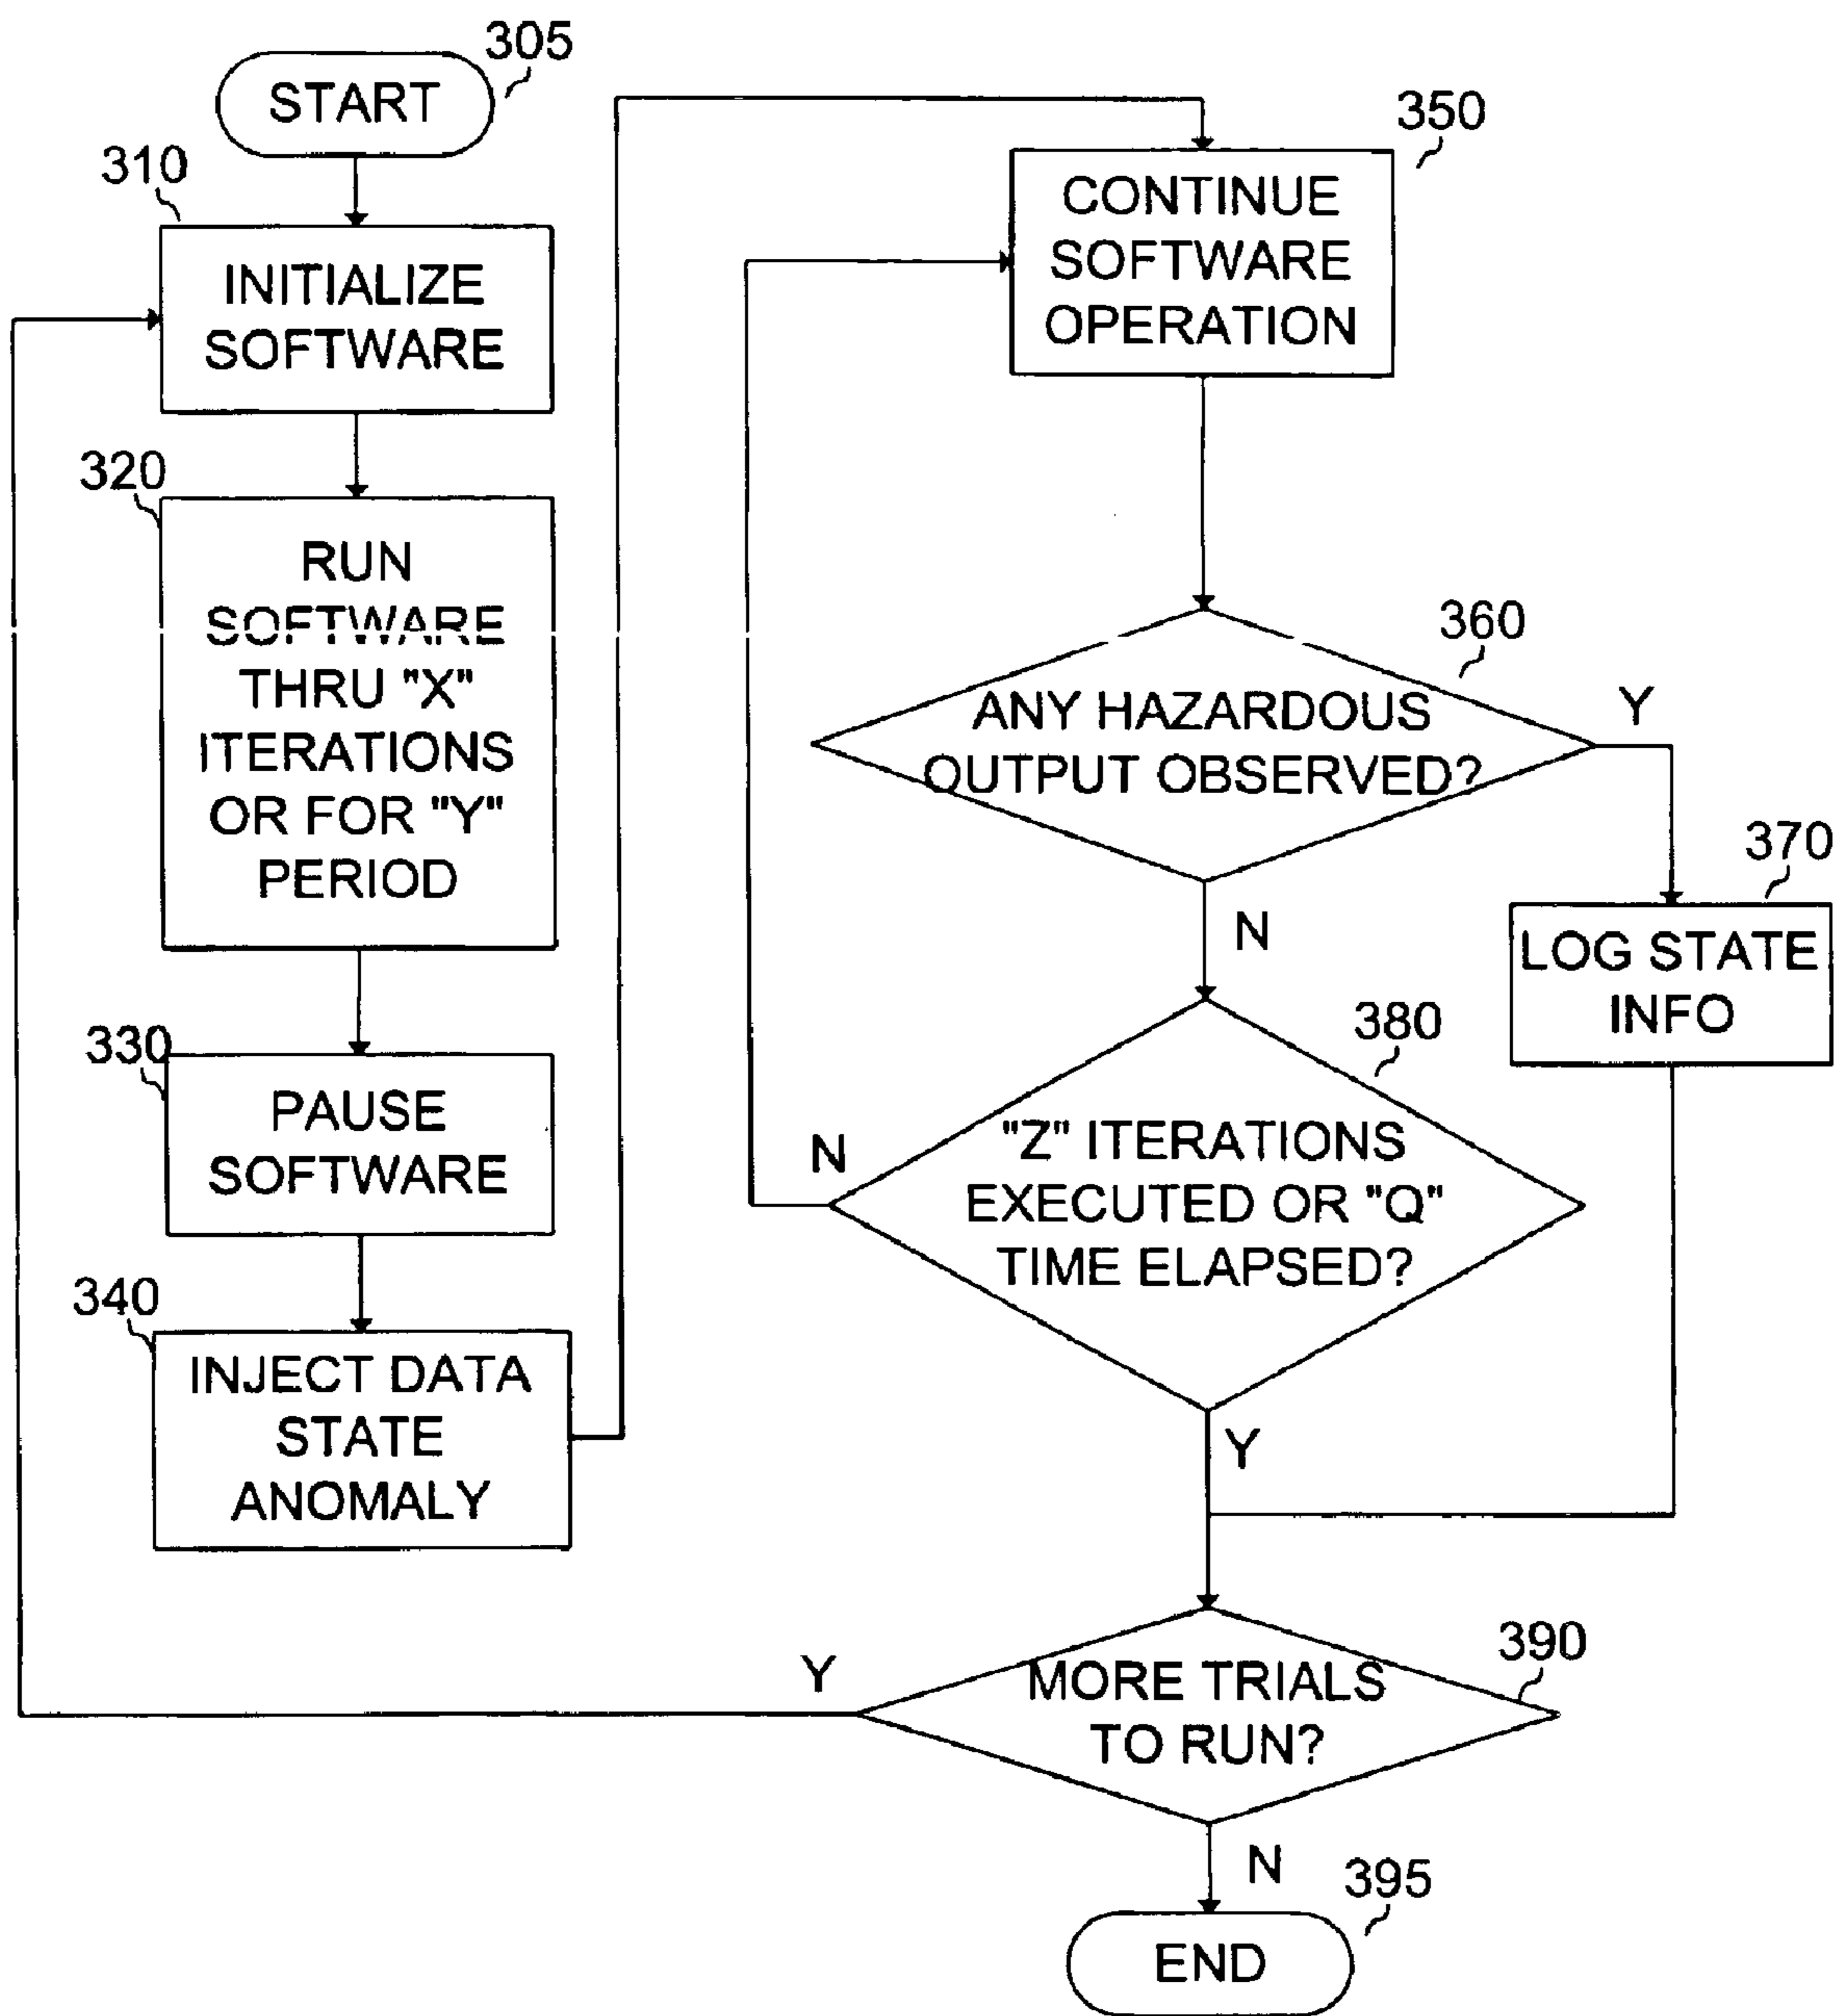 305
START
310
INITIALIZE
SOFTWARE
320
RUN
SOFTWARE
THRU "X"
ITERATIONS
OR FOR "Y"
PERIOD
330
PAUSE
SOFTWARE
340
INJECT DATA
STATE
ANOMALY
350
CONTINUE
SOFTWARE
OPERATION
360
ANY HAZARDOUS
OUTPUT OBSERVED?
Y
N
370
LOG STATE
INFO
380
"Z" ITERATIONS
EXECUTED OR "Q"
TIME ELAPSED?
N
Y
390
MORE TRIALS
TO RUN?
Y
N
395
END